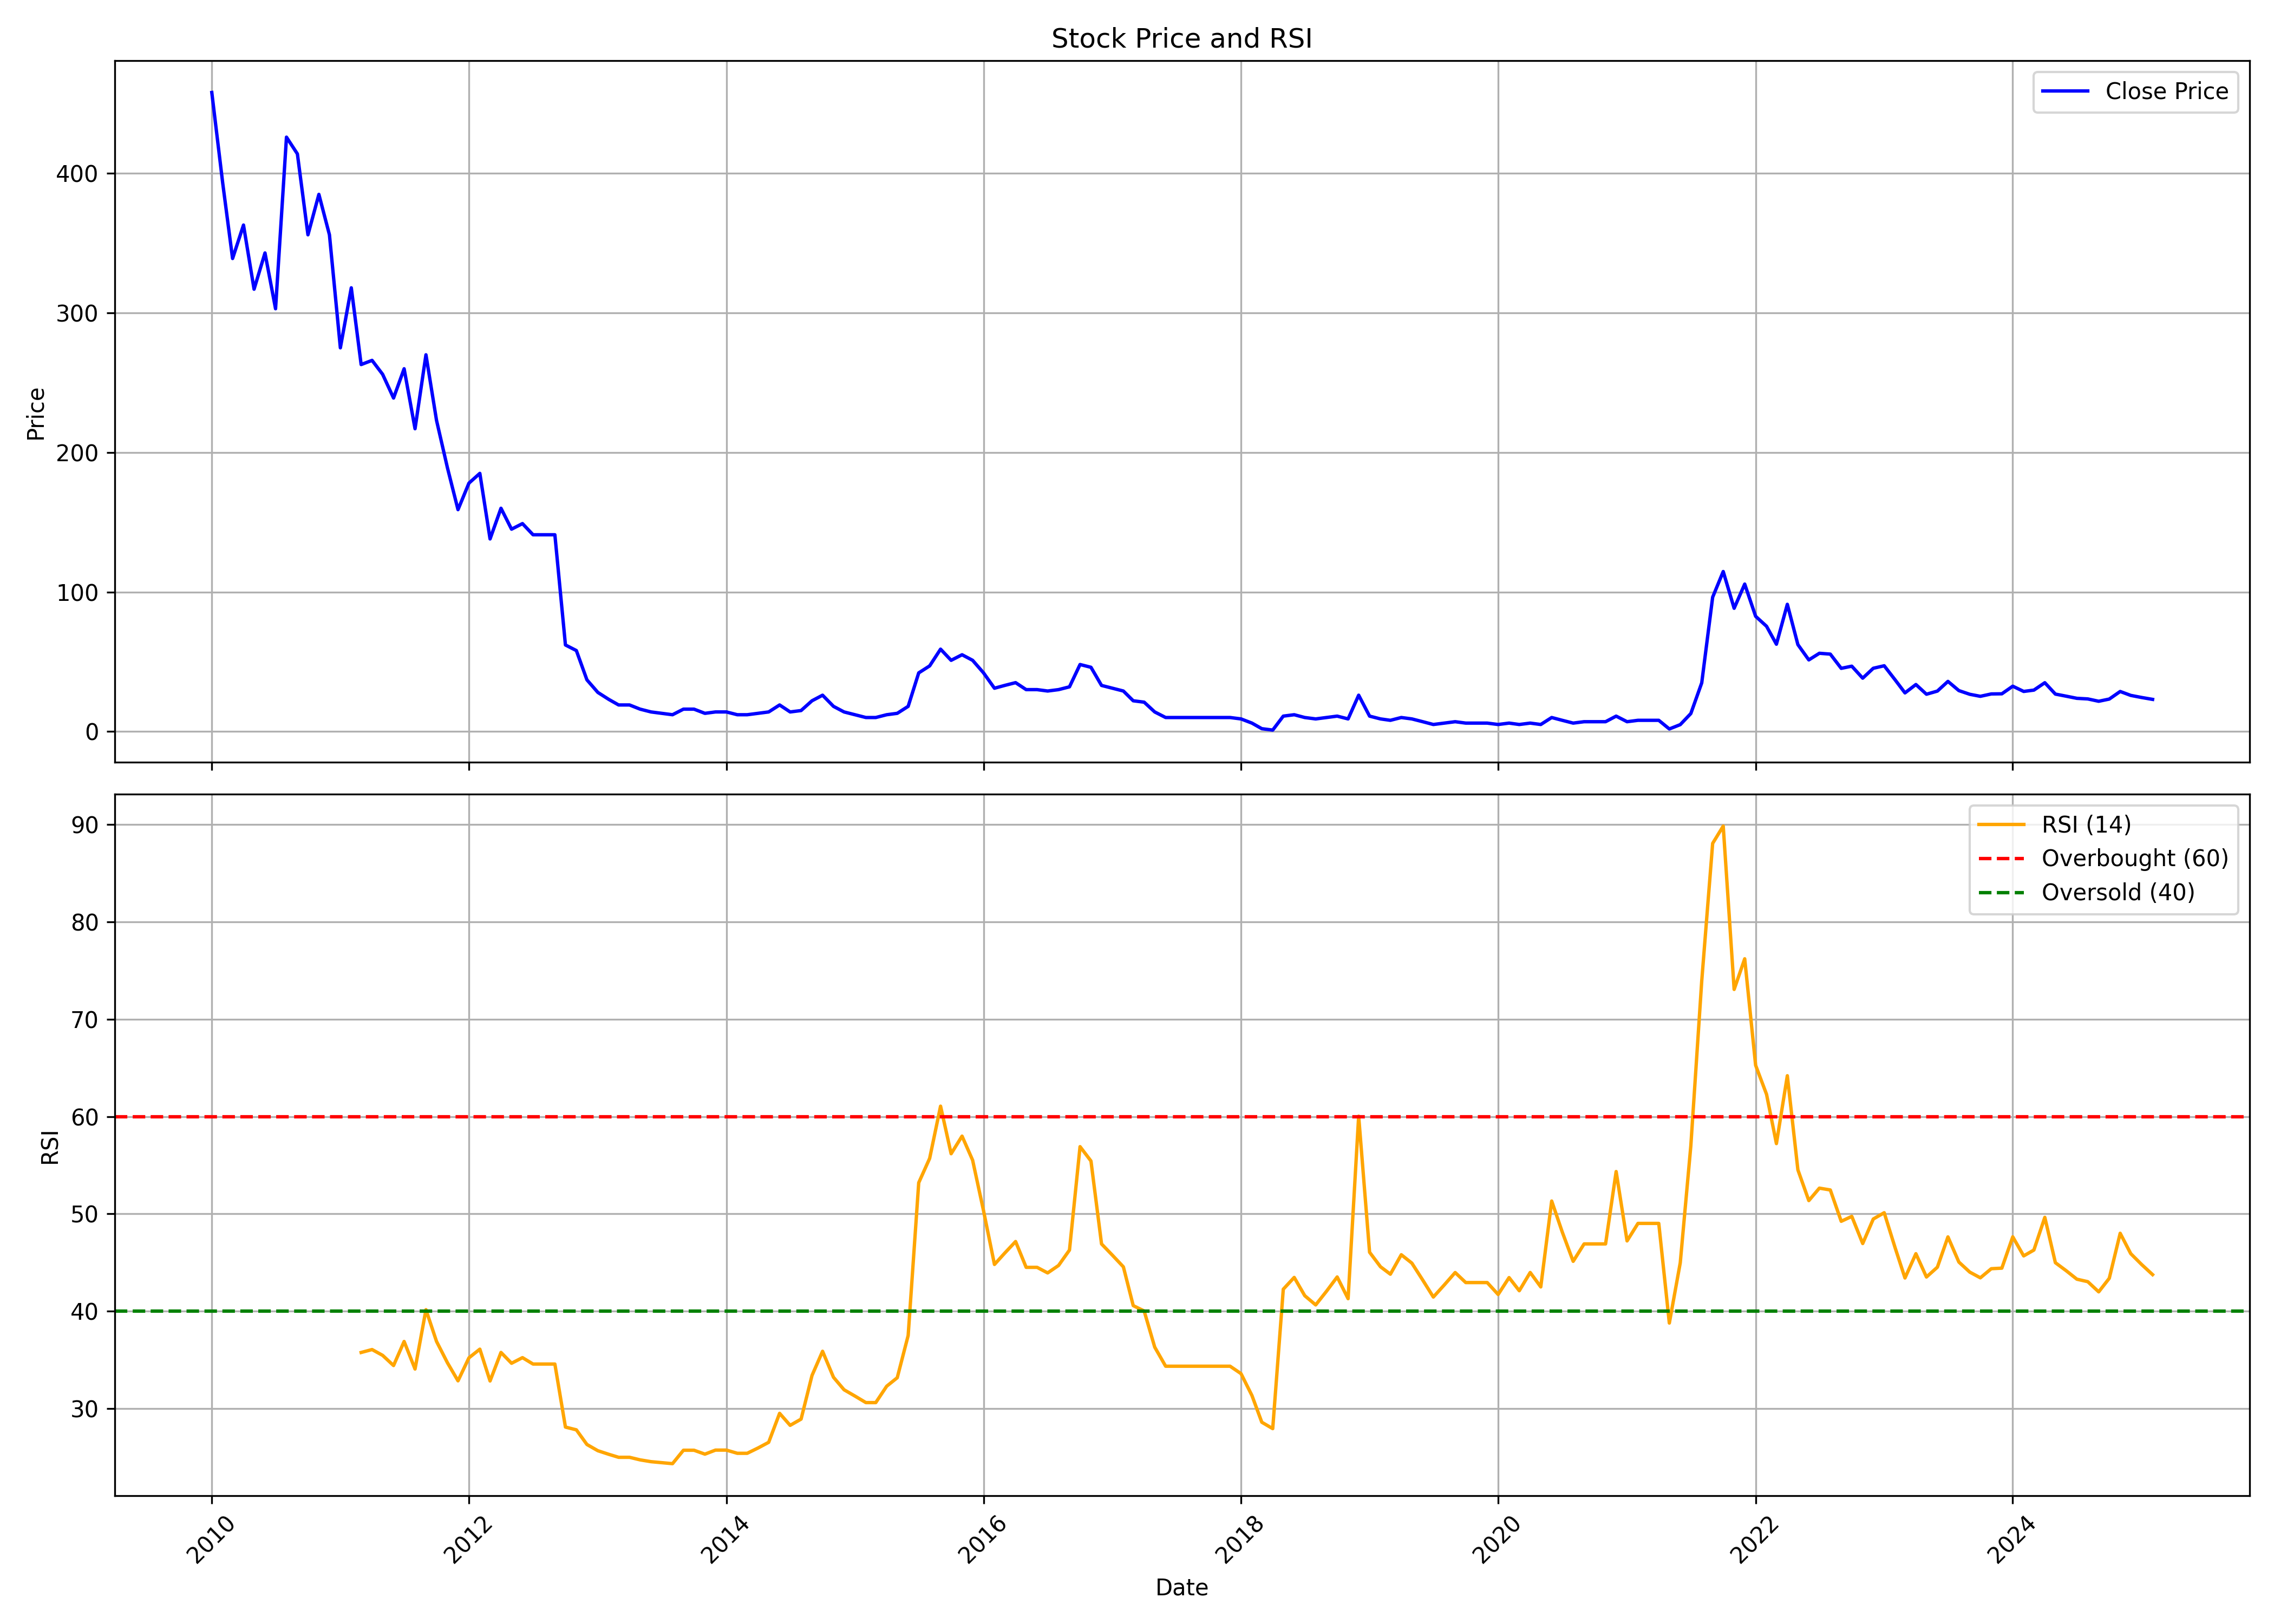 Stock Price and RSI
Close Price
400
300
200
100
0
Price
90
80
70
60
50
40
30
RSI
RSI (14)
Overbought (60)
Oversold (40)
2010
2012
2014
2016
2018
2020
2022
2024
Date